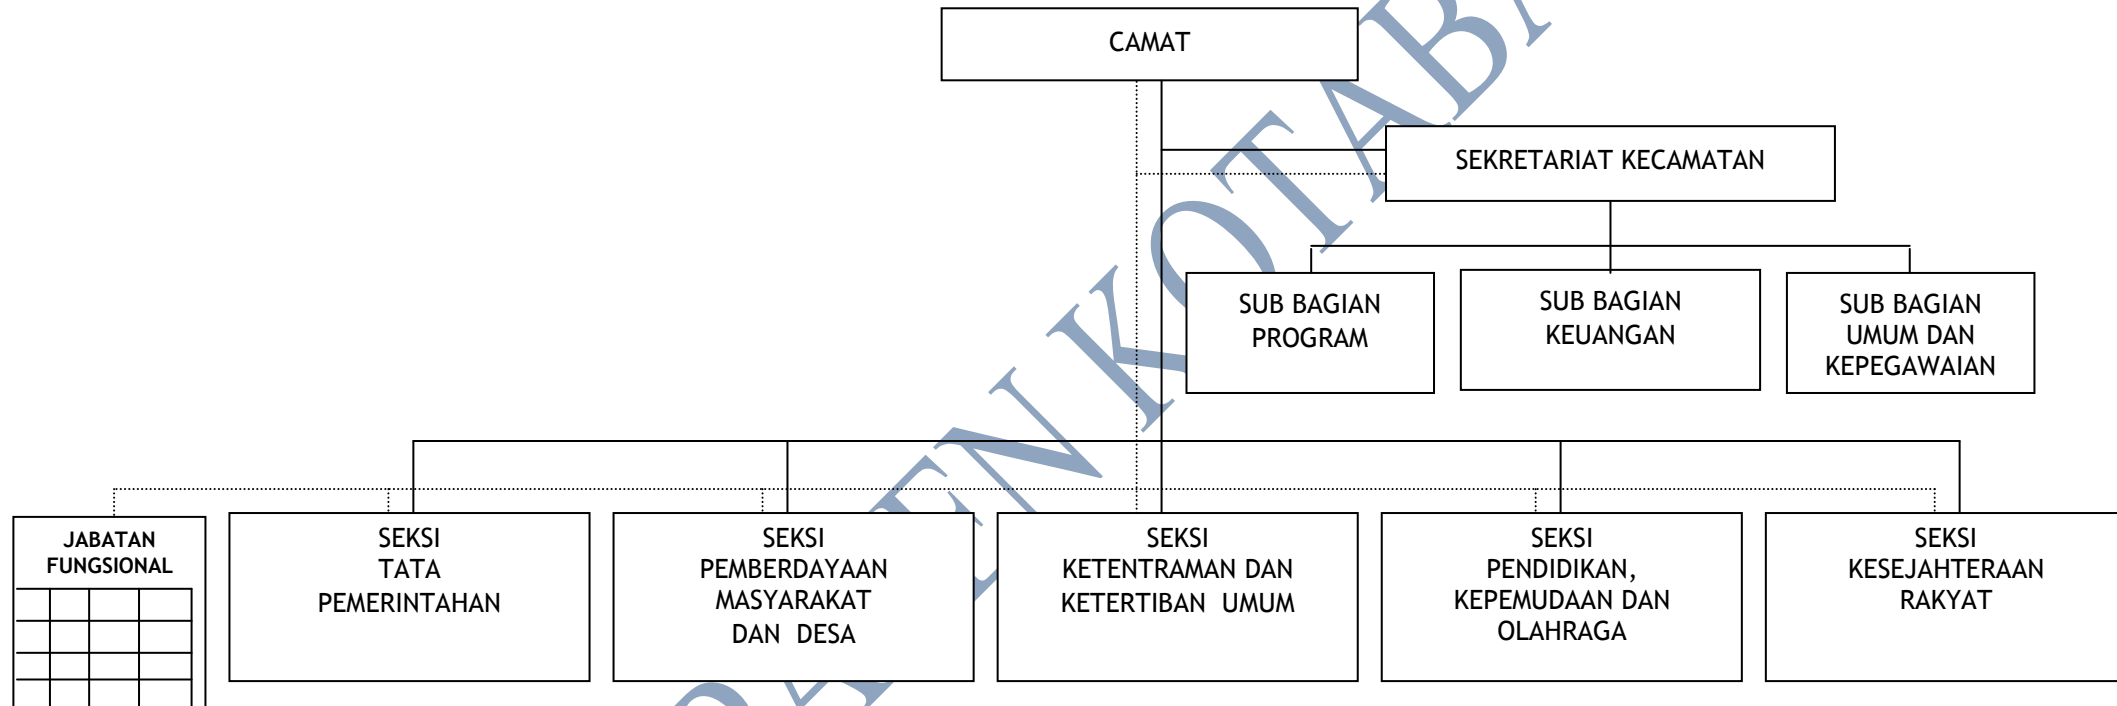 CAMAT
SEKRETARIAT KECAMATAN
SUB BAGIAN
PROGRAM
SUB BAGIAN
KEUANGAN
SUB BAGIAN
UMUM DAN
KEPEGAWAIAN
JABATAN
FUNGSIONAL
SEKSI
TATA
PEMERINTAHAN
SEKSI
PEMBERDAYAAN
MASYARAKAT
DAN DESA
SEKSI
KETENTRAMAN DAN
KETERTIBAN UMUM
SEKSI
PENDIDIKAN,
KEPEMUDAAN DAN
OLAHRAGA
SEKSI
KESEJAHTERAAN
RAKYAT